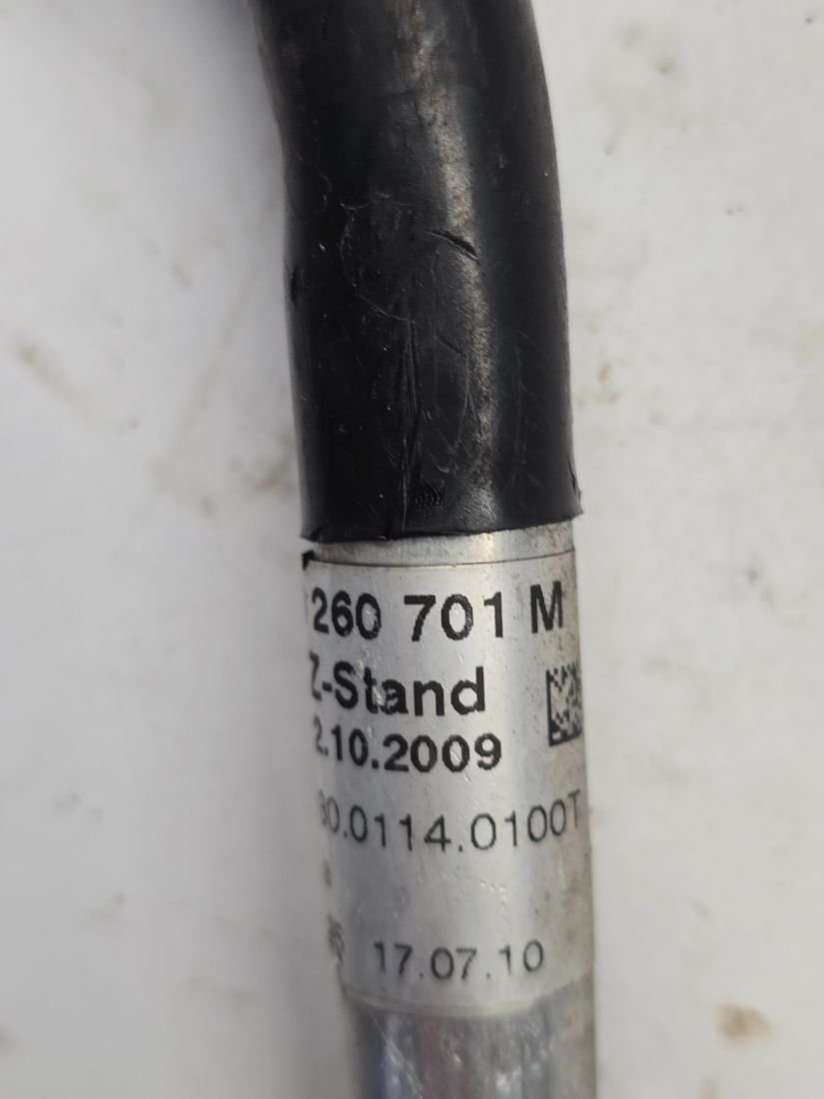 260 701 M
Z-Stand
2.10.2009
30.0114.0100T
17.07.10